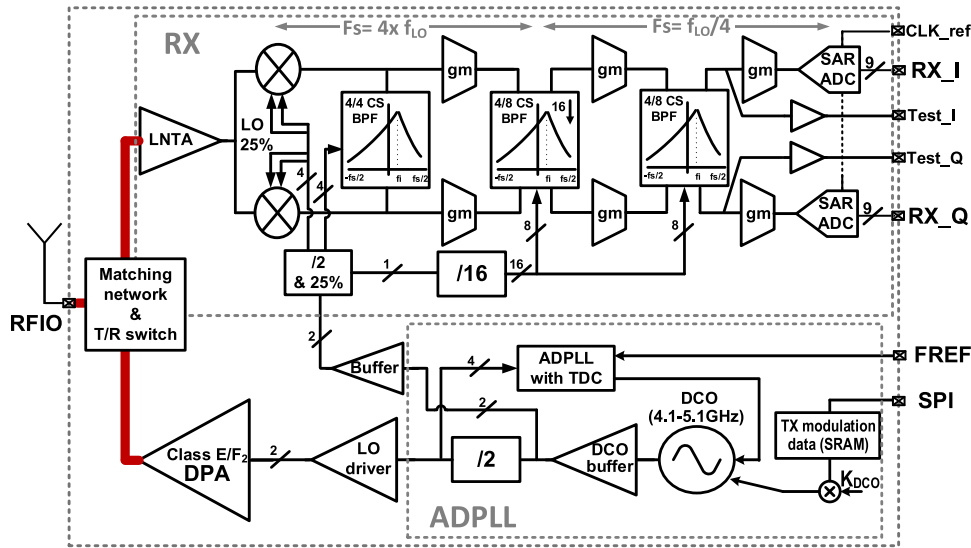 RX
Fs= 4x fLO
Fs= fLO/4
CLK_ref
gm
gm
gm
SAR
ADC
9
RX_I
LNTA
LO
25%
4/4 CS
BPF
-fs/2
fi
fs/2
4/8 CS
BPF
16
-fs/2
fi
fs/2
4/8 CS
BPF
-fs/2
fi
fs/2
Test_I
Test_Q
4
4
gm
gm
gm
SAR
ADC
9
RX_Q
8
8
/2
& 25%
1
/16
16
Matching
network
&
T/R switch
RFIO
2
Buffer
4
ADPLL
with TDC
FREF
2
DCO
(4.1-5.1GHz)
SPI
TX modulation
data (SRAM)
Class E/F2
DPA
2
LO
driver
/2
DCO
buffer
KDCO
ADPLL